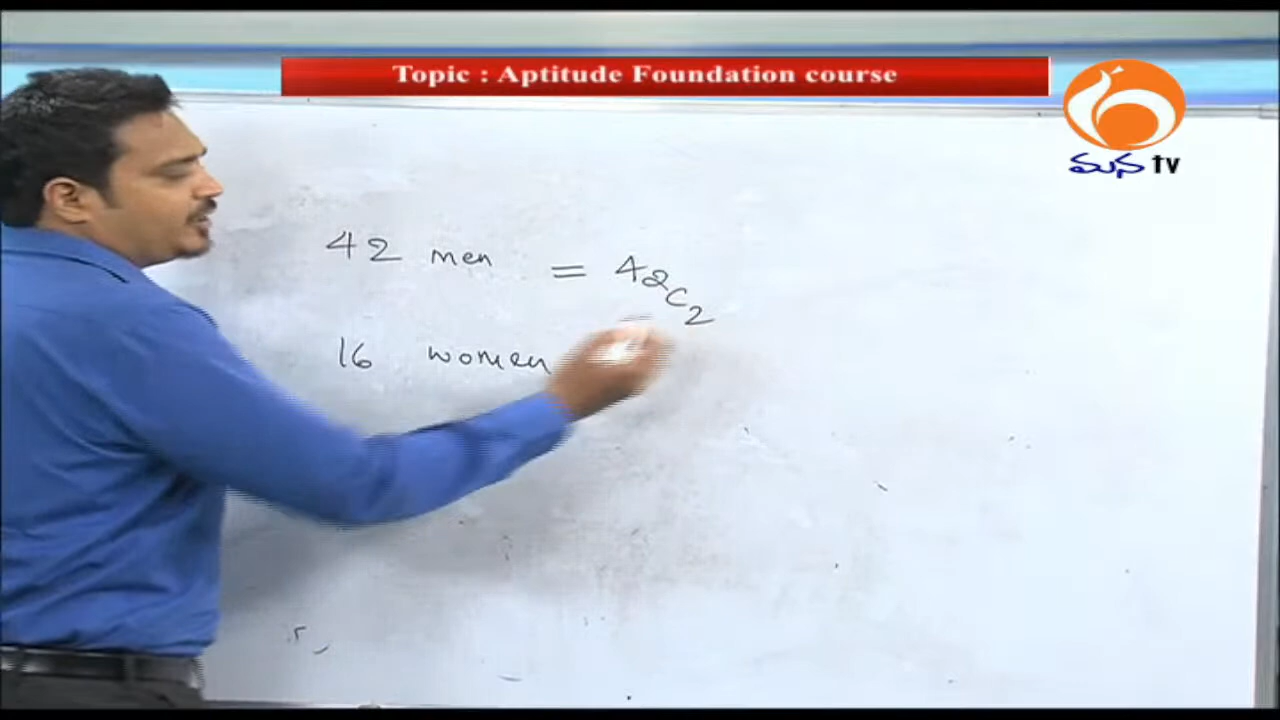 Topic : Aptitude Foundation course
మన tv
42 men = 42C2
16 women